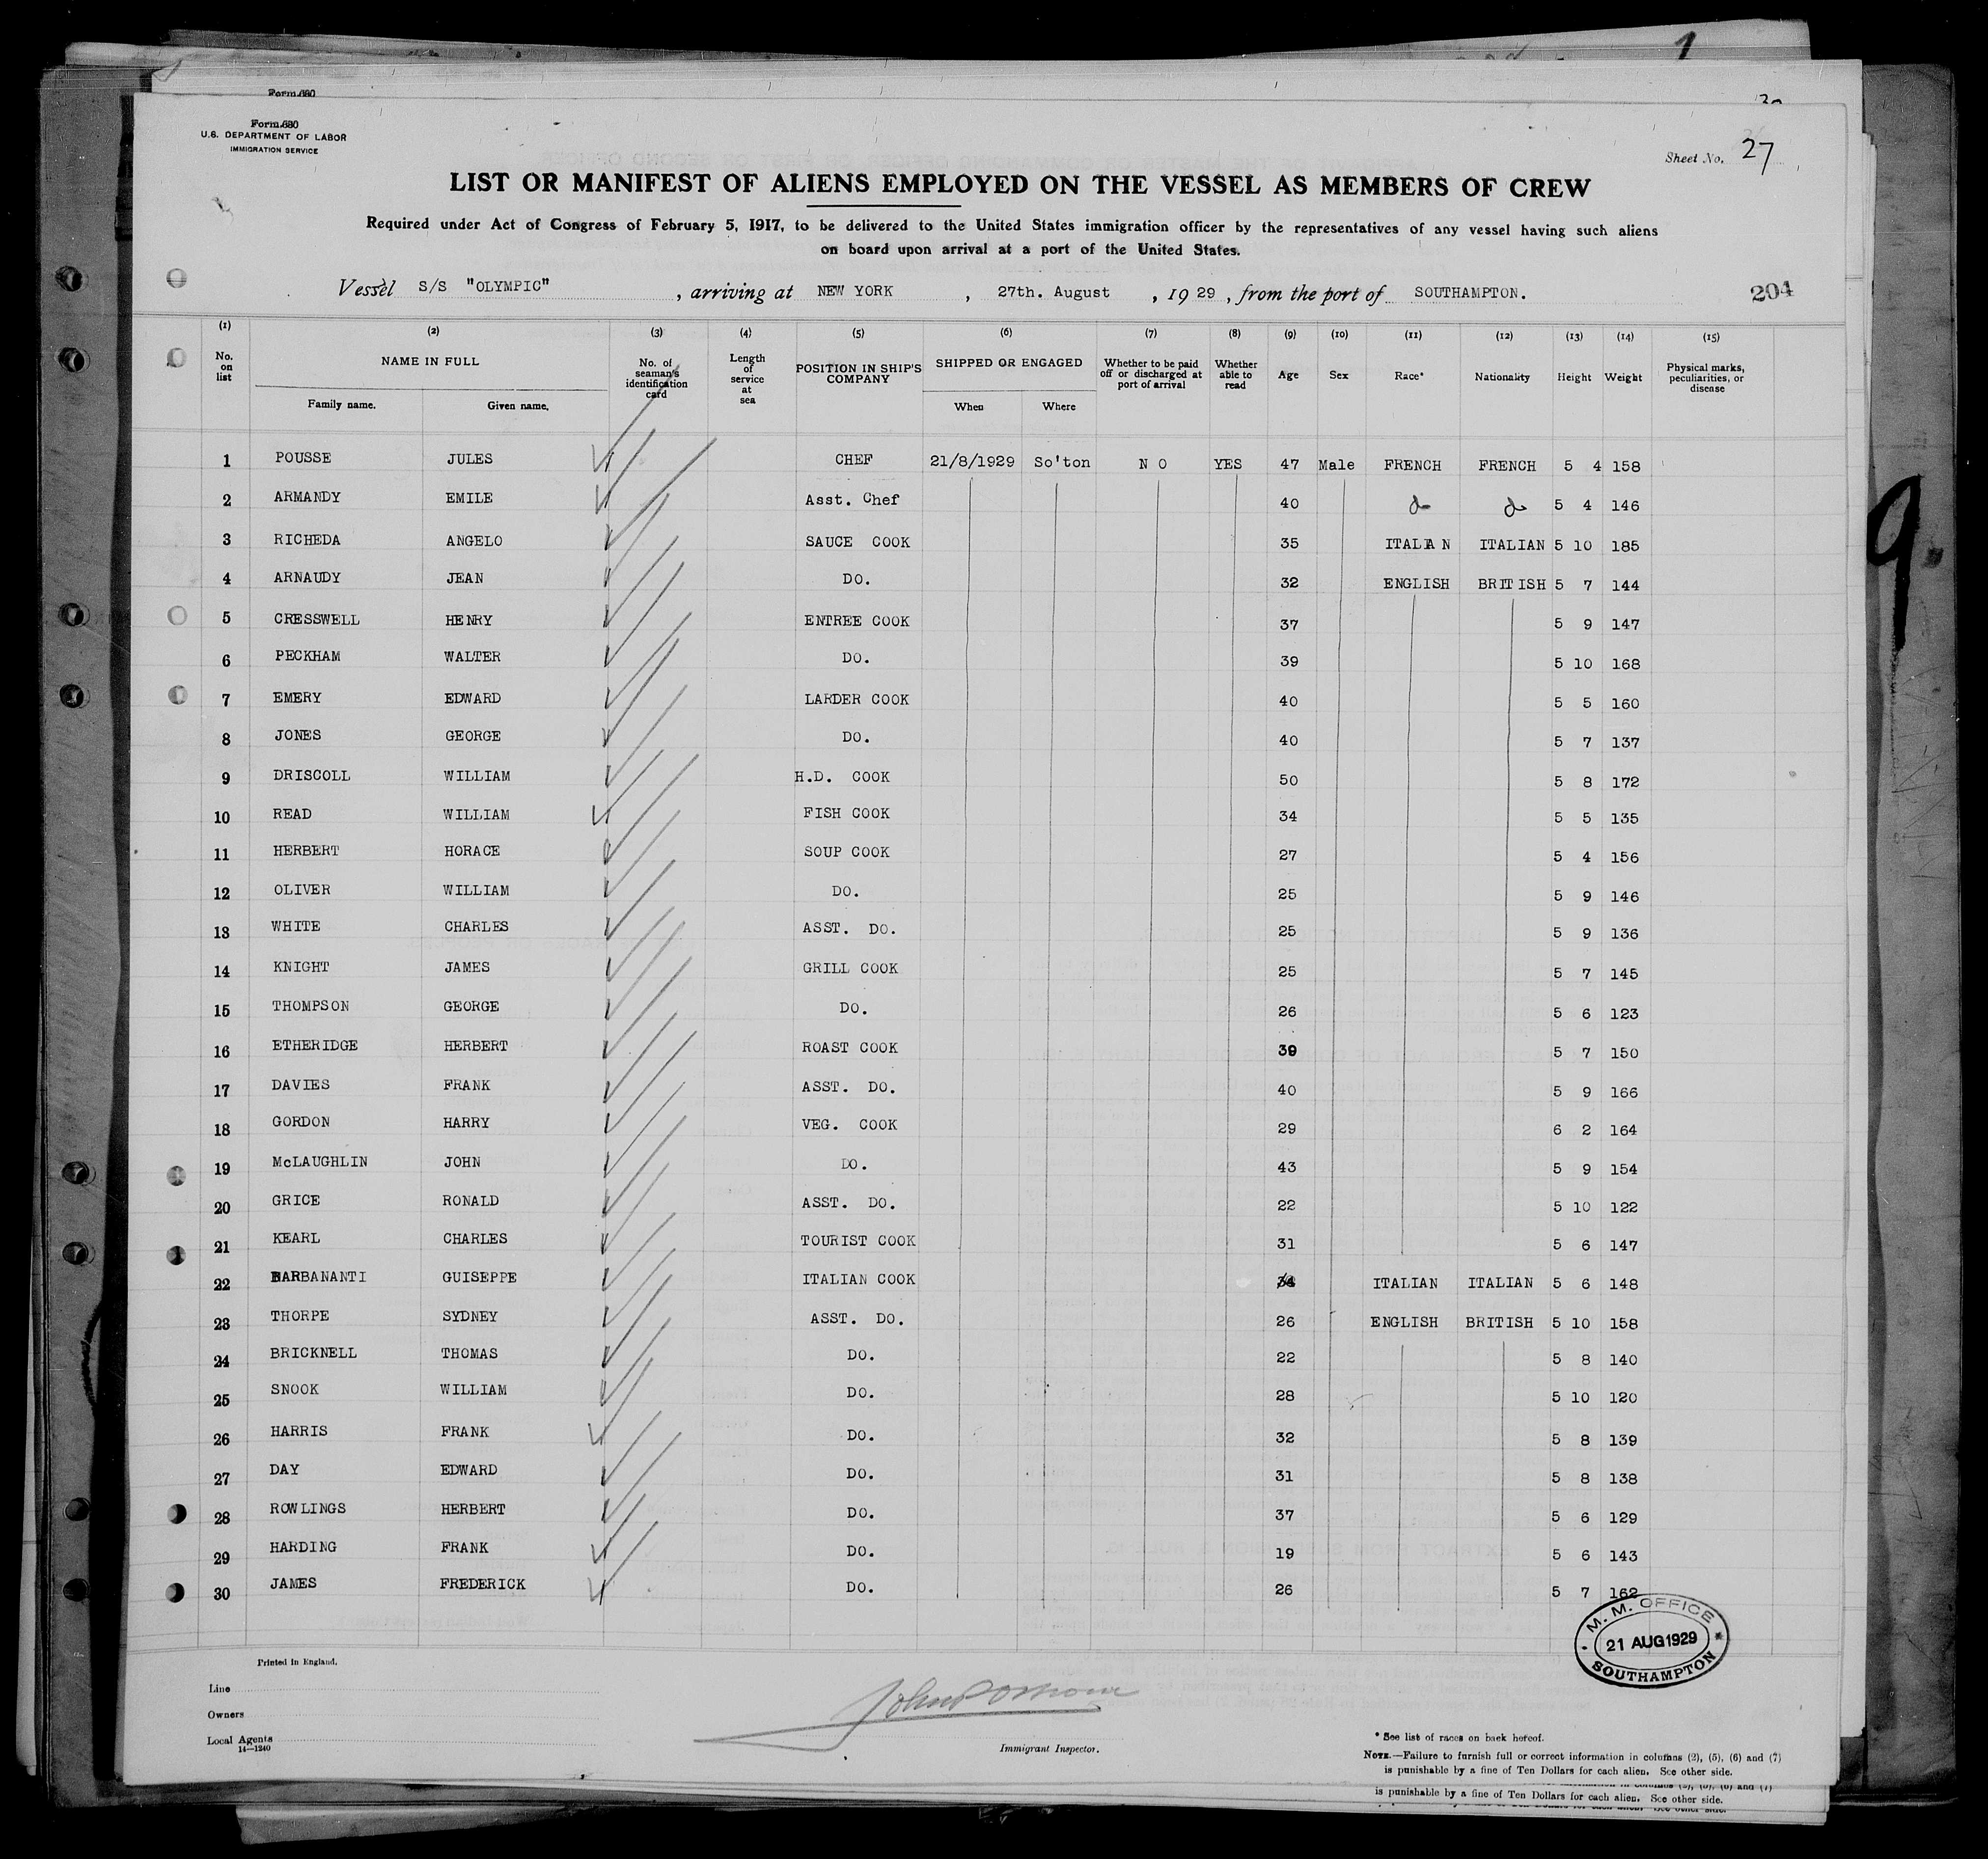 Form 680
Form 680
U.S. DEPARTMENT OF LABOR
IMMIGRATION SERVICE
Sheet No. 27
LIST OR MANIFEST OF ALIENS EMPLOYED ON THE VESSEL AS MEMBERS OF CREW
Required under Act of Congress of February 5, 1917, to be delivered to the United States immigration officer by the representatives of any vessel having such aliens
on board upon arrival at a port of the United States.
Vessel S/S "OLYMPIC", arriving at NEW YORK, 27th. August, 1929, from the port of SOUTHAMPTON. 204
(1) (2) (3) (4) (5) (6) (7) (8) (9) (10) (11) (12) (13) (14) (15)
No. on list NAME IN FULL No. of seaman's identification card Length of service at sea POSITION IN SHIP'S COMPANY SHIPPED OR ENGAGED Whether to be paid off or discharged at port of arrival Whether able to read Age Sex Race* Nationality Height Weight Physical marks, peculiarities, or disease
Family name. Given name. When Where
1 POUSSE JULES CHEF 21/8/1929 So'ton N O YES 47 Male FRENCH FRENCH 5 4 158
2 ARMANDY EMILE Asst. Chef 40 do do 5 4 146
3 RICHEDA ANGELO SAUCE COOK 35 ITALIAN ITALIAN 5 10 185
4 ARNAUDY JEAN DO. 32 ENGLISH BRITISH 5 7 144
5 CRESSWELL HENRY ENTREE COOK 37 5 9 147
6 PECKHAM WALTER DO. 39 5 10 168
7 EMERY EDWARD LARDER COOK 40 5 5 160
8 JONES GEORGE DO. 40 5 7 137
9 DRISCOLL WILLIAM H.D. COOK 50 5 8 172
10 READ WILLIAM FISH COOK 34 5 5 135
11 HERBERT HORACE SOUP COOK 27 5 4 156
12 OLIVER WILLIAM DO. 25 5 9 146
13 WHITE CHARLES ASST. DO. 25 5 9 136
14 KNIGHT JAMES GRILL COOK 25 5 7 145
15 THOMPSON GEORGE DO. 26 5 6 123
16 ETHERIDGE HERBERT ROAST COOK 39 5 7 150
17 DAVIES FRANK ASST. DO. 40 5 9 166
18 GORDON HARRY VEG. COOK 29 6 2 164
19 McLAUGHLIN JOHN DO. 43 5 9 154
20 GRICE RONALD ASST. DO. 22 5 10 122
21 KEARL CHARLES TOURIST COOK 31 5 6 147
22 BARBANANTI GUISEPPE ITALIAN COOK ITALIAN ITALIAN 5 6 148
23 THORPE SYDNEY ASST. DO. 26 ENGLISH BRITISH 5 10 158
24 BRICKNELL THOMAS DO. 22 5 8 140
25 SNOOK WILLIAM DO. 28 5 10 120
26 HARRIS FRANK DO. 32 5 8 139
27 DAY EDWARD DO. 31 5 8 138
28 ROWLINGS HERBERT DO. 37 5 6 129
29 HARDING FRANK DO. 19 5 6 143
30 JAMES FREDERICK DO. 26 5 7 162
M. M. OFFICE
21 AUG 1929
SOUTHAMPTON
Printed in England.
Line
Owners
Local Agents
14—1240
Immigrant Inspector.
* See list of races on back hereof.
NOTE.—Failure to furnish full or correct information in columns (2), (5), (6) and (7)
is punishable by a fine of Ten Dollars for each alien. See other side.
is punishable by a fine of Ten Dollars for each alien. See other side.
9